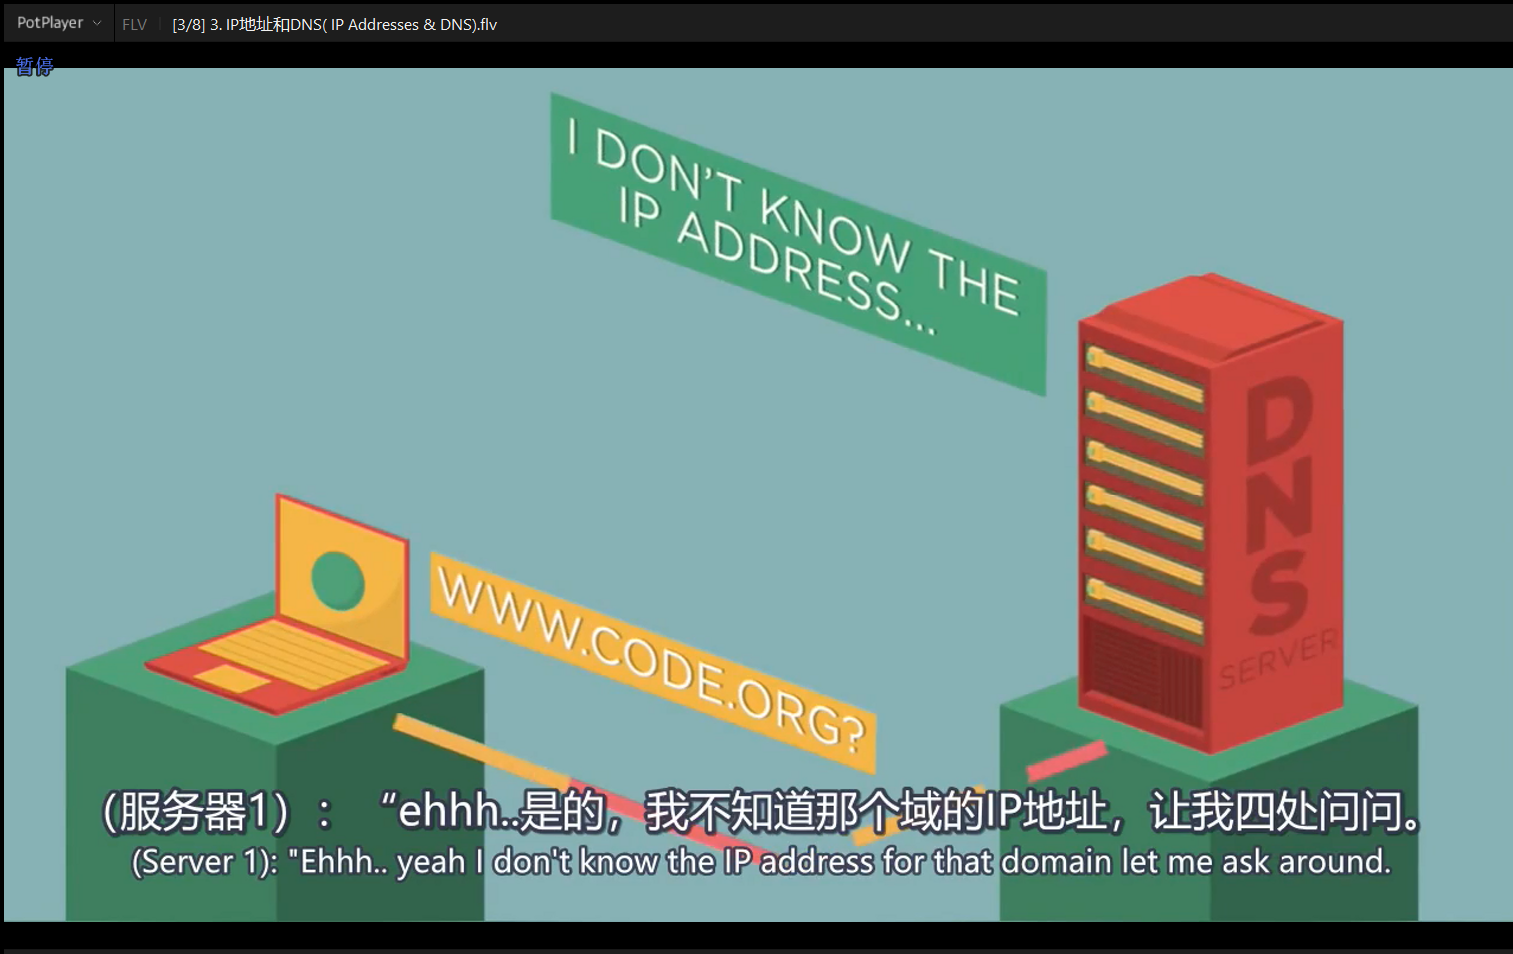 PotPlayer FLV [3/8] 3. IP地址和DNS( IP Addresses & DNS).flv
暂停
I DON'T KNOW THE
IP ADDRESS...
DNS
SERVER
WWW.CODE.ORG?
(服务器1）： “ehhh..是的，我不知道那个域的IP地址，让我四处问问。
(Server 1): "Ehhh.. yeah I don't know the IP address for that domain let me ask around.